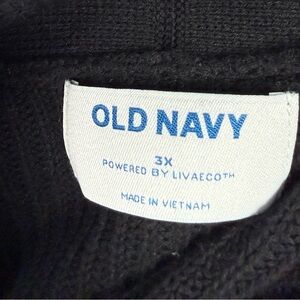 OLD NAVY
3X
POWERED BY LIVAECO™
MADE IN VIETNAM